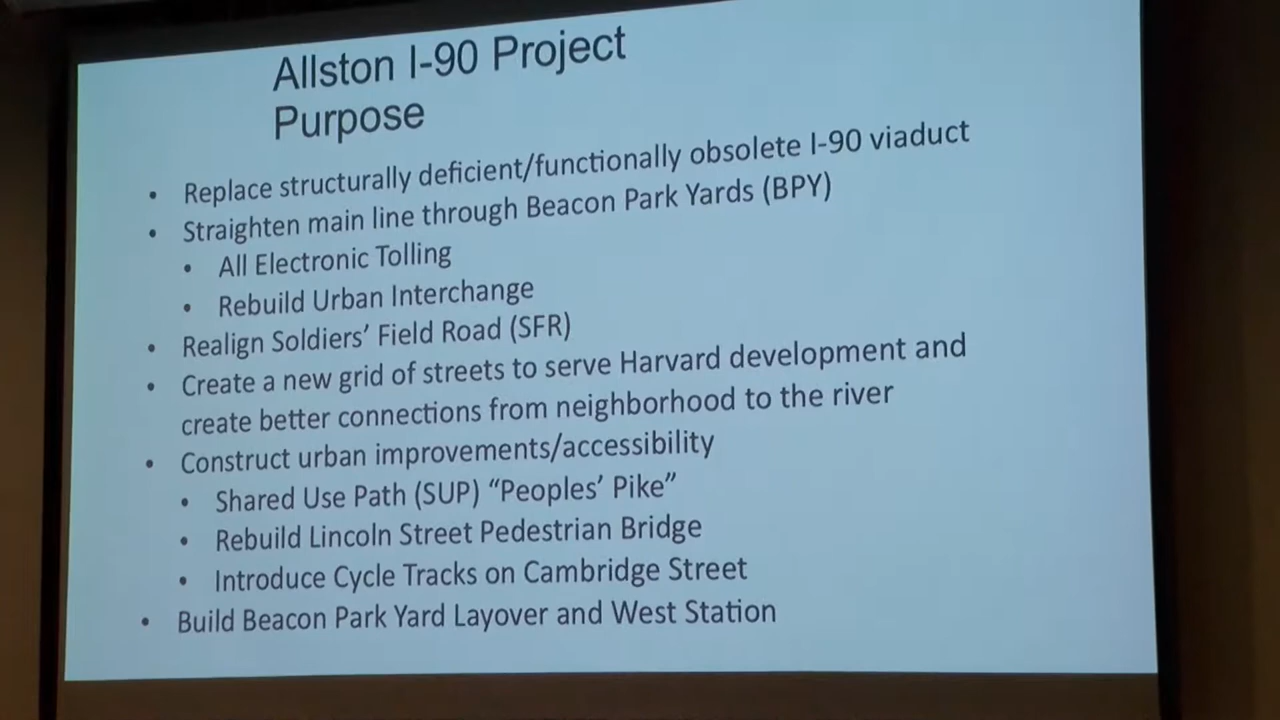 Allston I-90 Project
Purpose
• Replace structurally deficient/functionally obsolete I-90 viaduct
• Straighten main line through Beacon Park Yards (BPY)
• All Electronic Tolling
• Rebuild Urban Interchange
• Realign Soldiers’ Field Road (SFR)
• Create a new grid of streets to serve Harvard development and
create better connections from neighborhood to the river
• Construct urban improvements/accessibility
• Shared Use Path (SUP) “Peoples’ Pike”
• Rebuild Lincoln Street Pedestrian Bridge
• Introduce Cycle Tracks on Cambridge Street
• Build Beacon Park Yard Layover and West Station